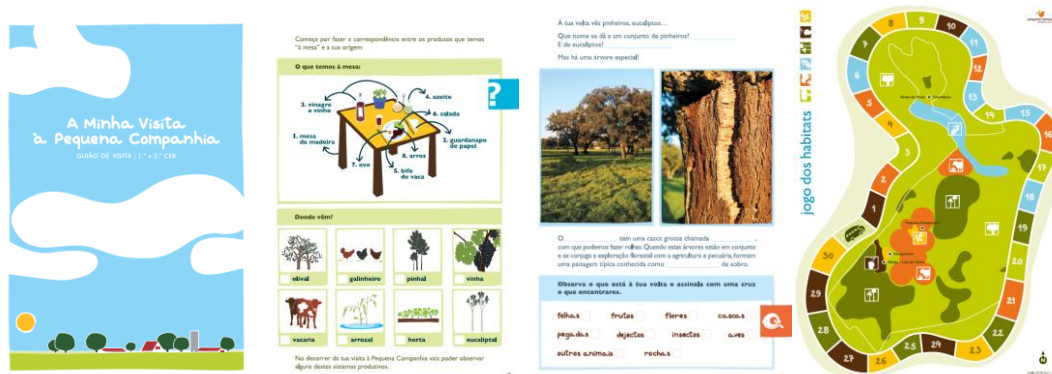 A Minha Visita
à Pequena Companhia
GUIÃO DE VISITA | 1.º e 2.º CEB
Começa por fazer a correspondência entre os produtos que temos
"à mesa" e a sua origem:
O que temos à mesa:
3. vinagre
e vinho
4. azeite
6. salada
1. mesa
de madeira
2. guardanapo
de papel
7. ovo
8. arroz
5. bife
de vaca
?
Donde vêm?
olival
galinheiro
pinhal
vinha
vacaria
arrozal
horta
eucaliptal
No decorrer da tua visita à Pequena Companhia vais poder observar
alguns destes sistemas produtivos.
À tua volta vês pinheiros, eucaliptos...
Que nome se dá a um conjunto de pinheiros?
E de eucaliptos?
Mas há uma árvore especial!
O tem uma casca grossa chamada ,
com que podemos fazer rolhas. Quando estas árvores estão em conjunto
e se conjuga a exploração florestal com a agricultura e pecuária, formam
uma paisagem típica conhecida como de sobro.
Observa o que está à tua volta e assinala com uma cruz
o que encontrares.
folhas frutos flores cascas
pegadas dejectos insectos aves
outros animais rochas
jogo dos habitats
1
2
3
4
5
6
7
8
9
10
11
12
13
14
15
16
17
18
19
20
21
22
23
24
25
26
27
28
29
30
N